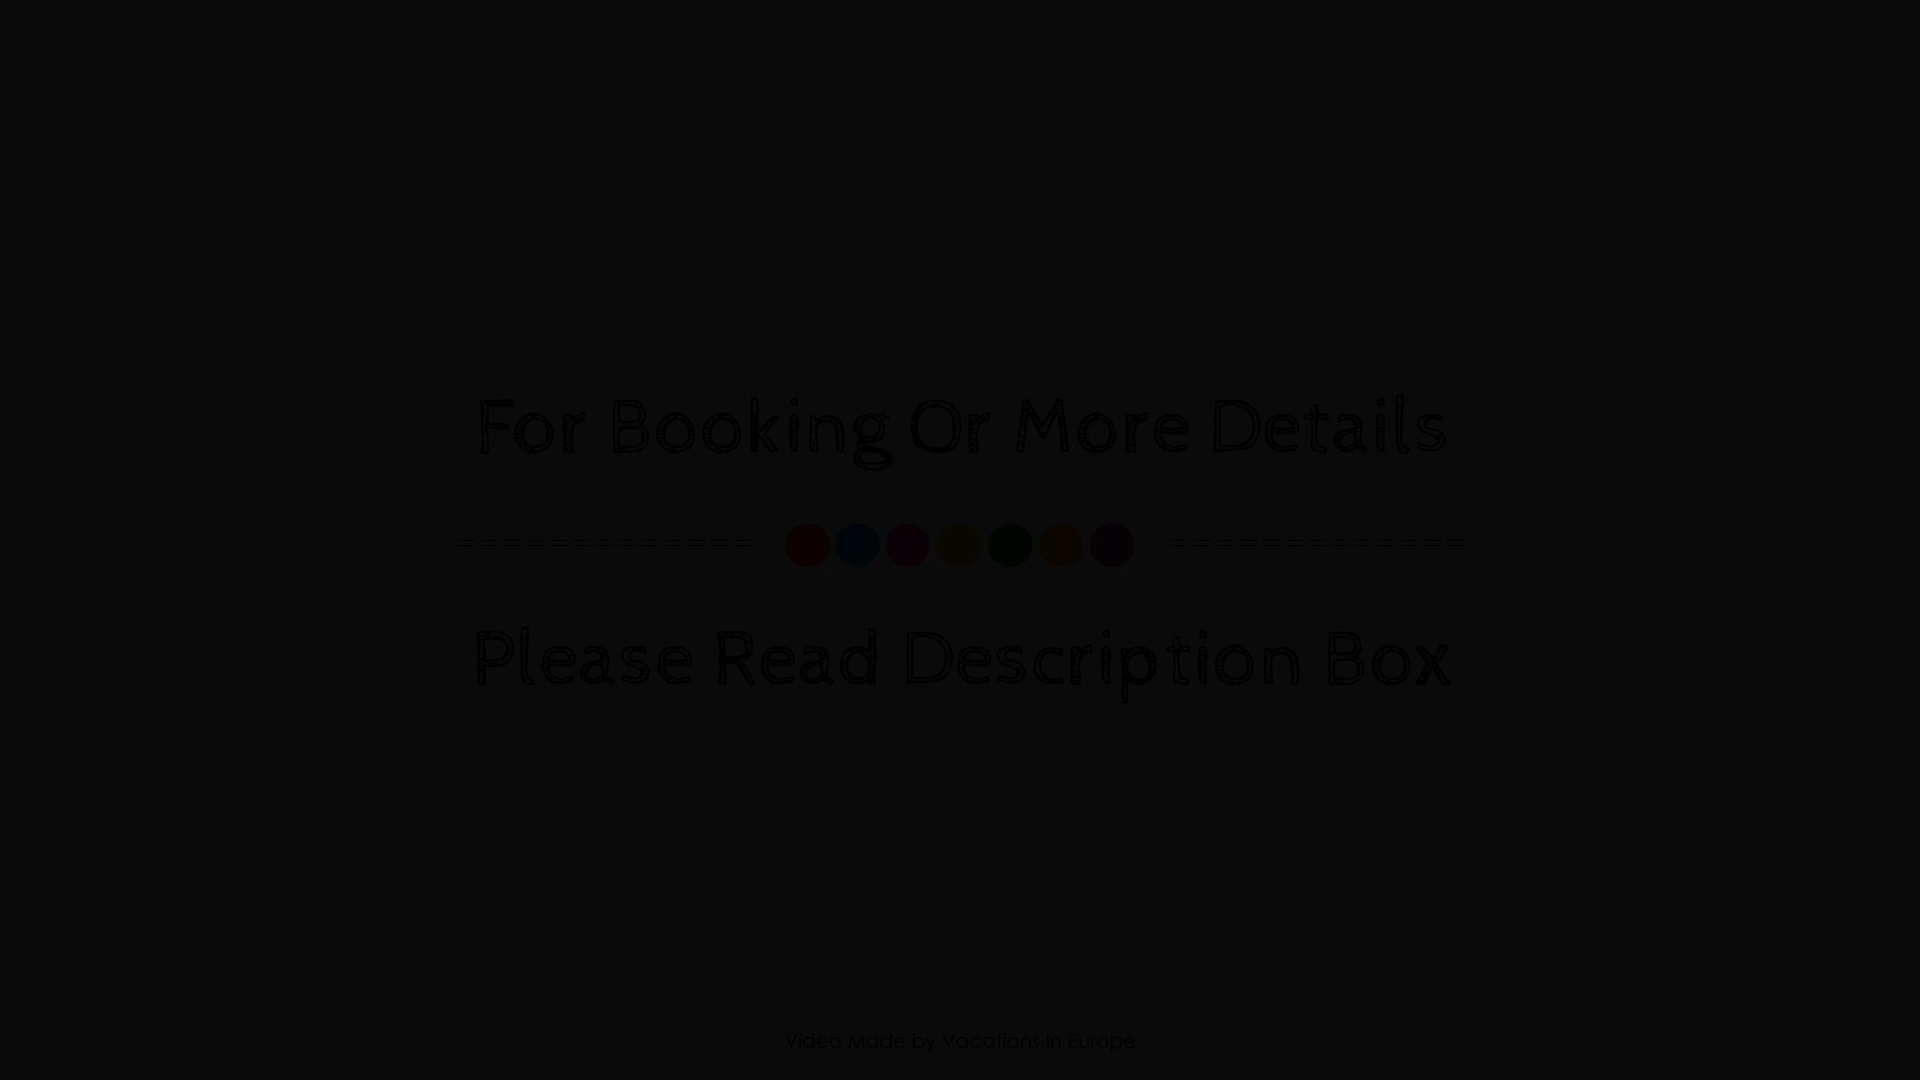 For Booking Or More Details
Please Read Description Box
Video Made by Vacations In Europe